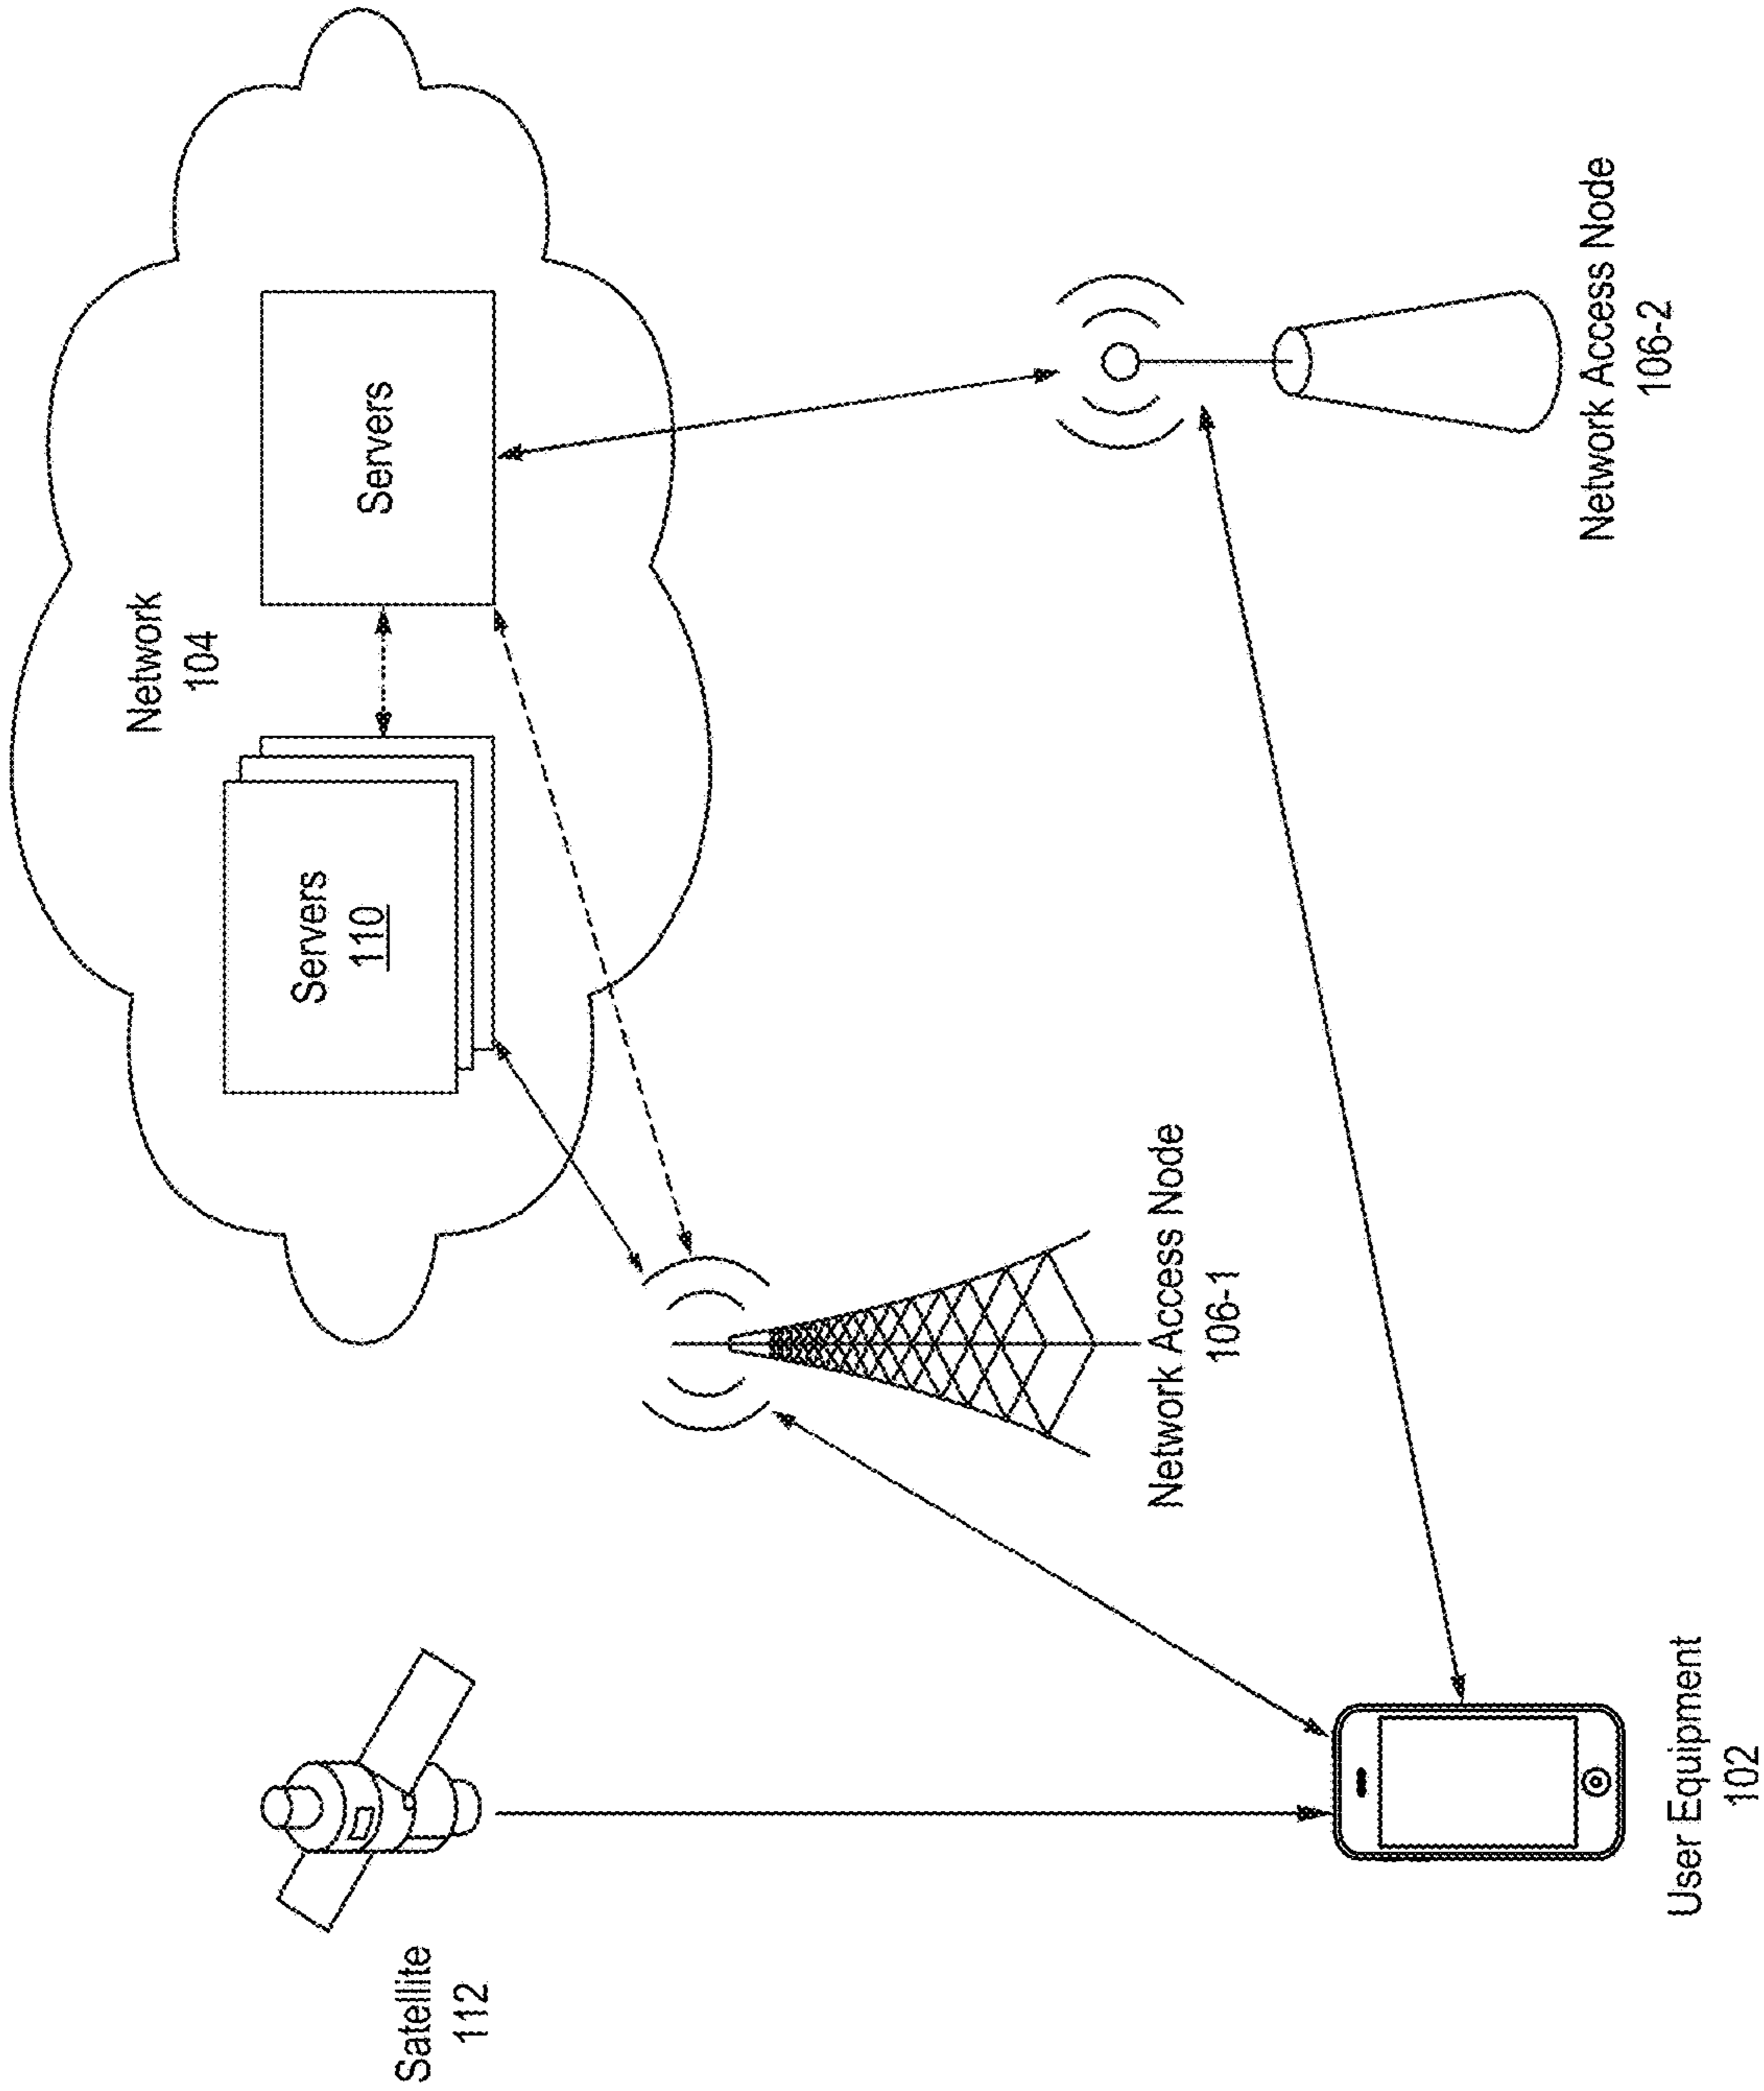 Network
104
Servers
110
Servers
Satellite
112
Network Access Node
106-1
Network Access Node
106-2
User Equipment
102